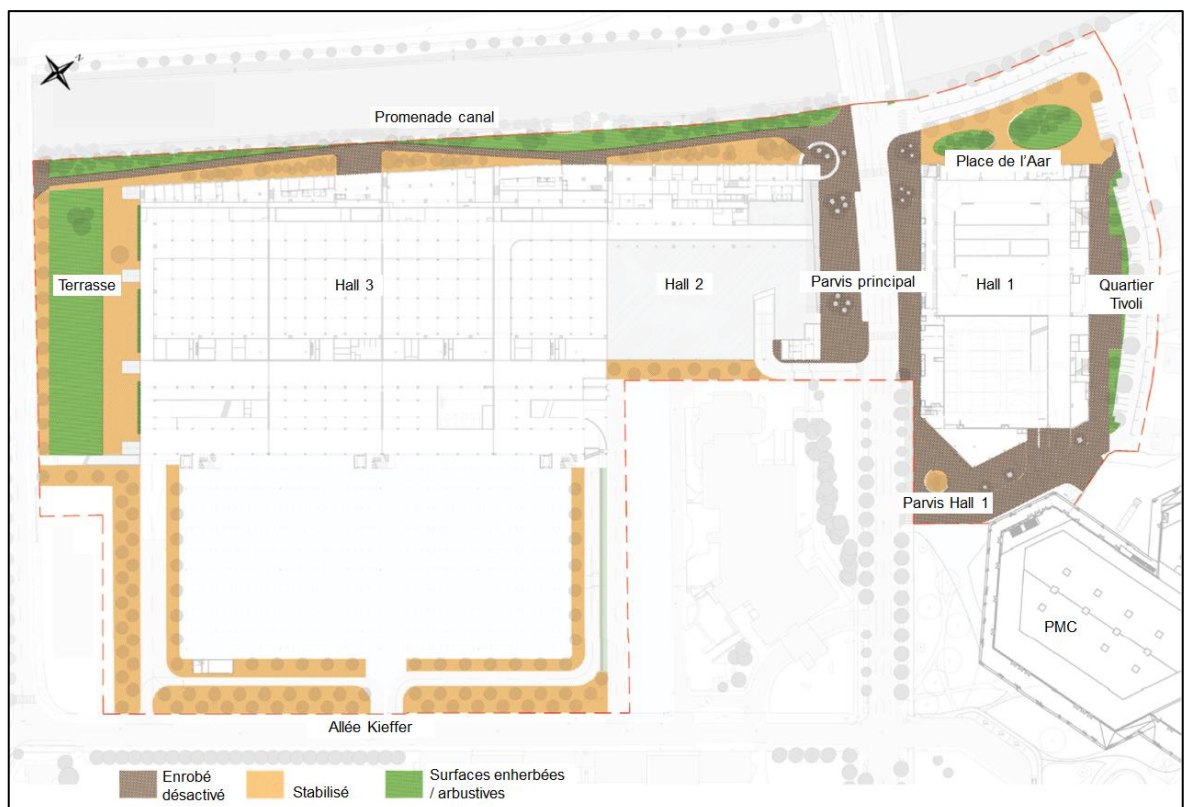 Promenade canal
Place de l'Aar
Terrasse
Hall 3
Hall 2
Parvis principal
Hall 1
Quartier
Tivoli
Parvis Hall 1
PMC
Allée Kieffer
Enrobé
désactivé
Stabilisé
Surfaces enherbées
/ arbustives